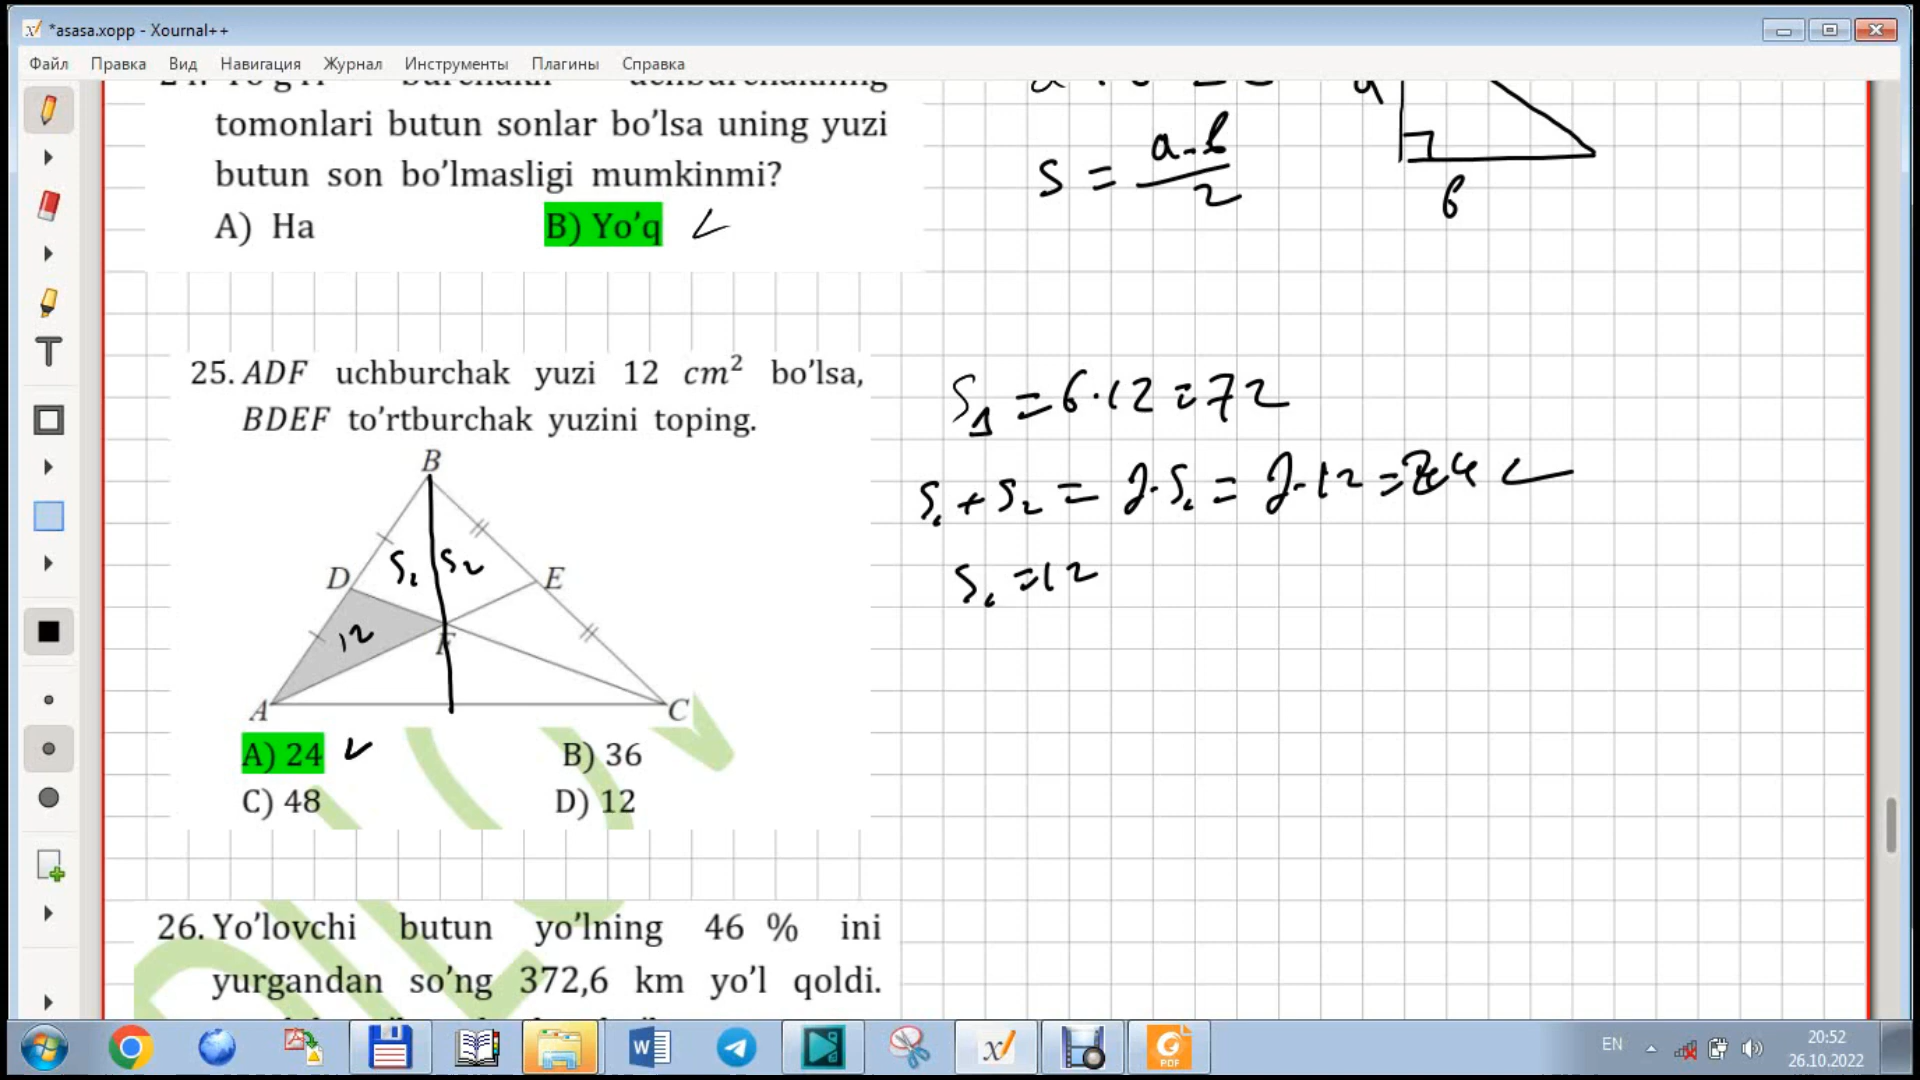 *asasa.xopp - Xournal++
Файл Правка Вид Навигация Журнал Инструменты Плагины Справка
tomonlari butun sonlar bo'lsa uning yuzi
butun son bo'lmasligi mumkinmi?
A) Ha B) Yo'q
S = a·b/2
b
25. ADF uchburchak yuzi 12 cm² bo'lsa,
BDEF to'rtburchak yuzini toping.
B
D S₁ S₂ E
12 F
A C
A) 24 B) 36
C) 48 D) 12
S₁ = 6·12 = 72
S₁ + S₂ = 2·S₁ = 2·12 = 24
S₁ = 12
26. Yo'lovchi butun yo'lning 46 % ini
yurgandan so'ng 372,6 km yo'l qoldi.
EN
20:52
26.10.2022
PDF